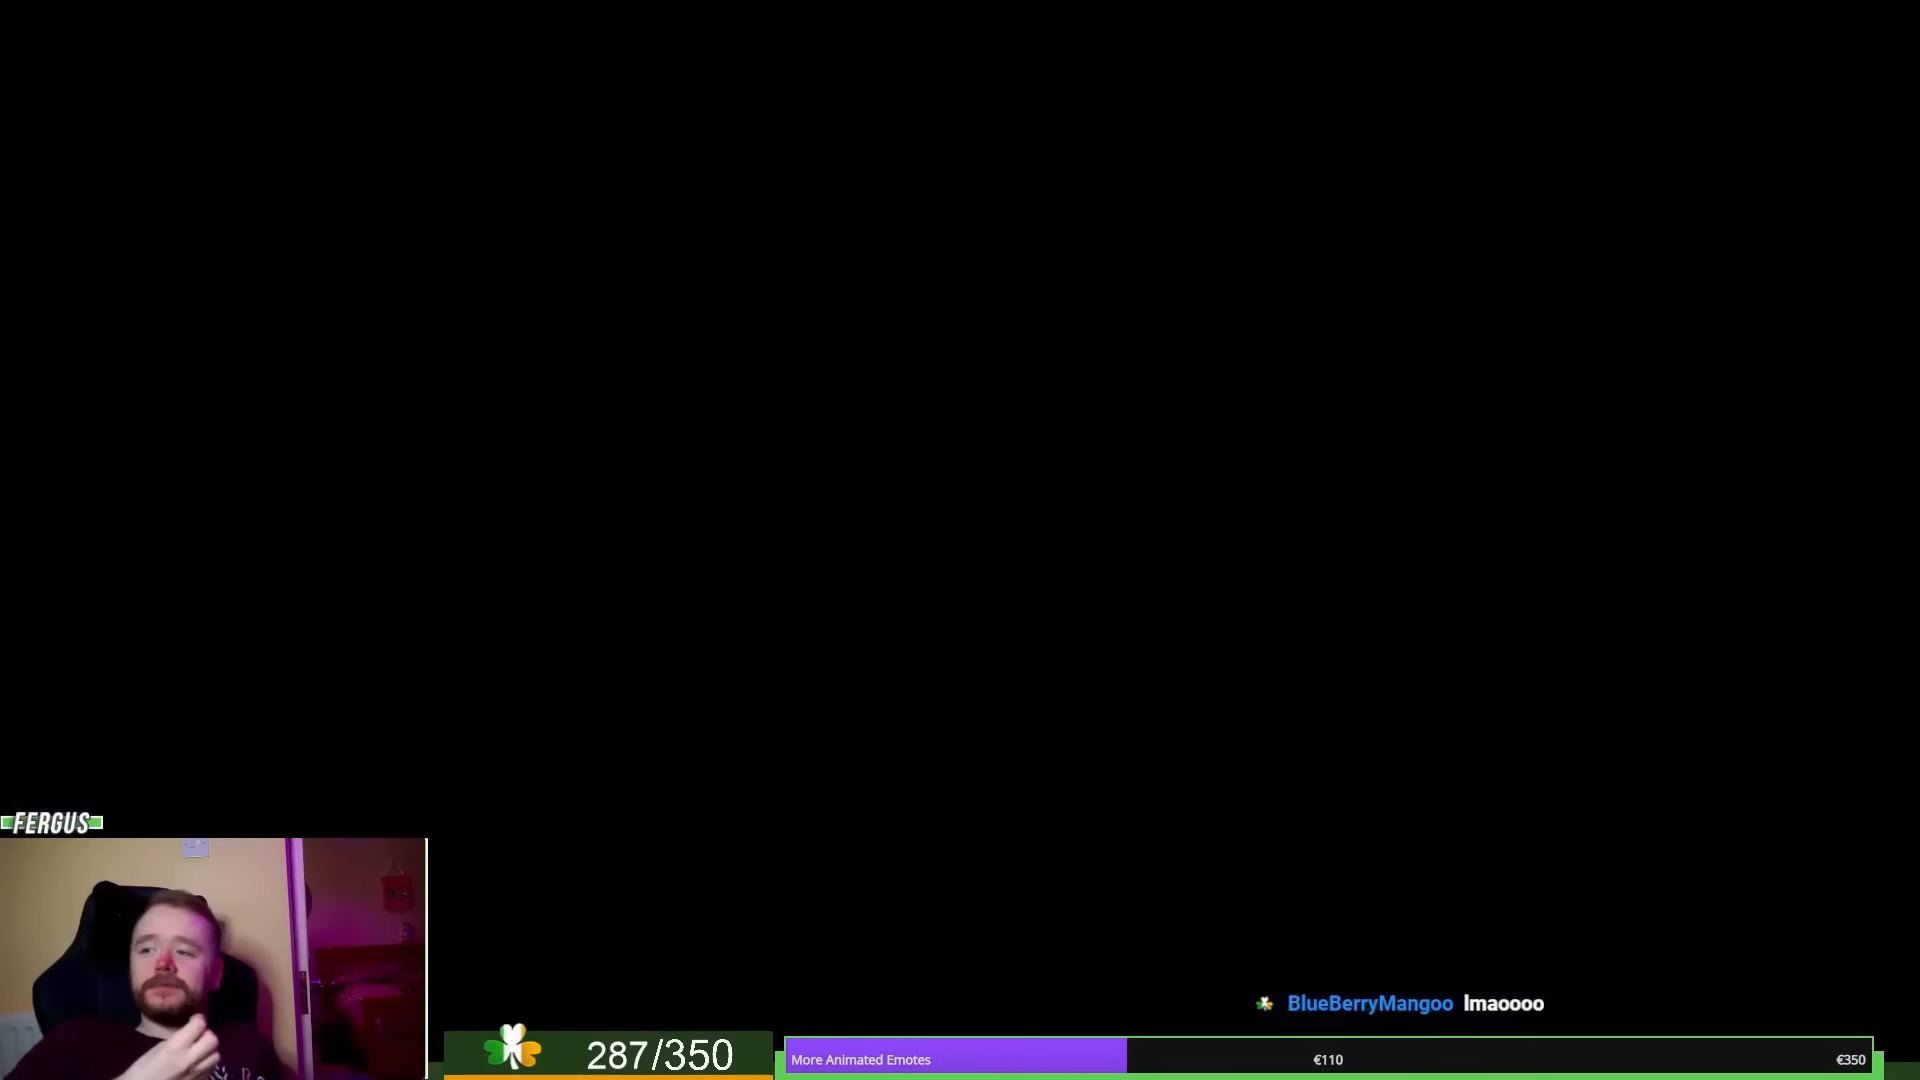 FERGUS
BlueBerryMangoo lmaoooo
287/350
More Animated Emotes €110 €350